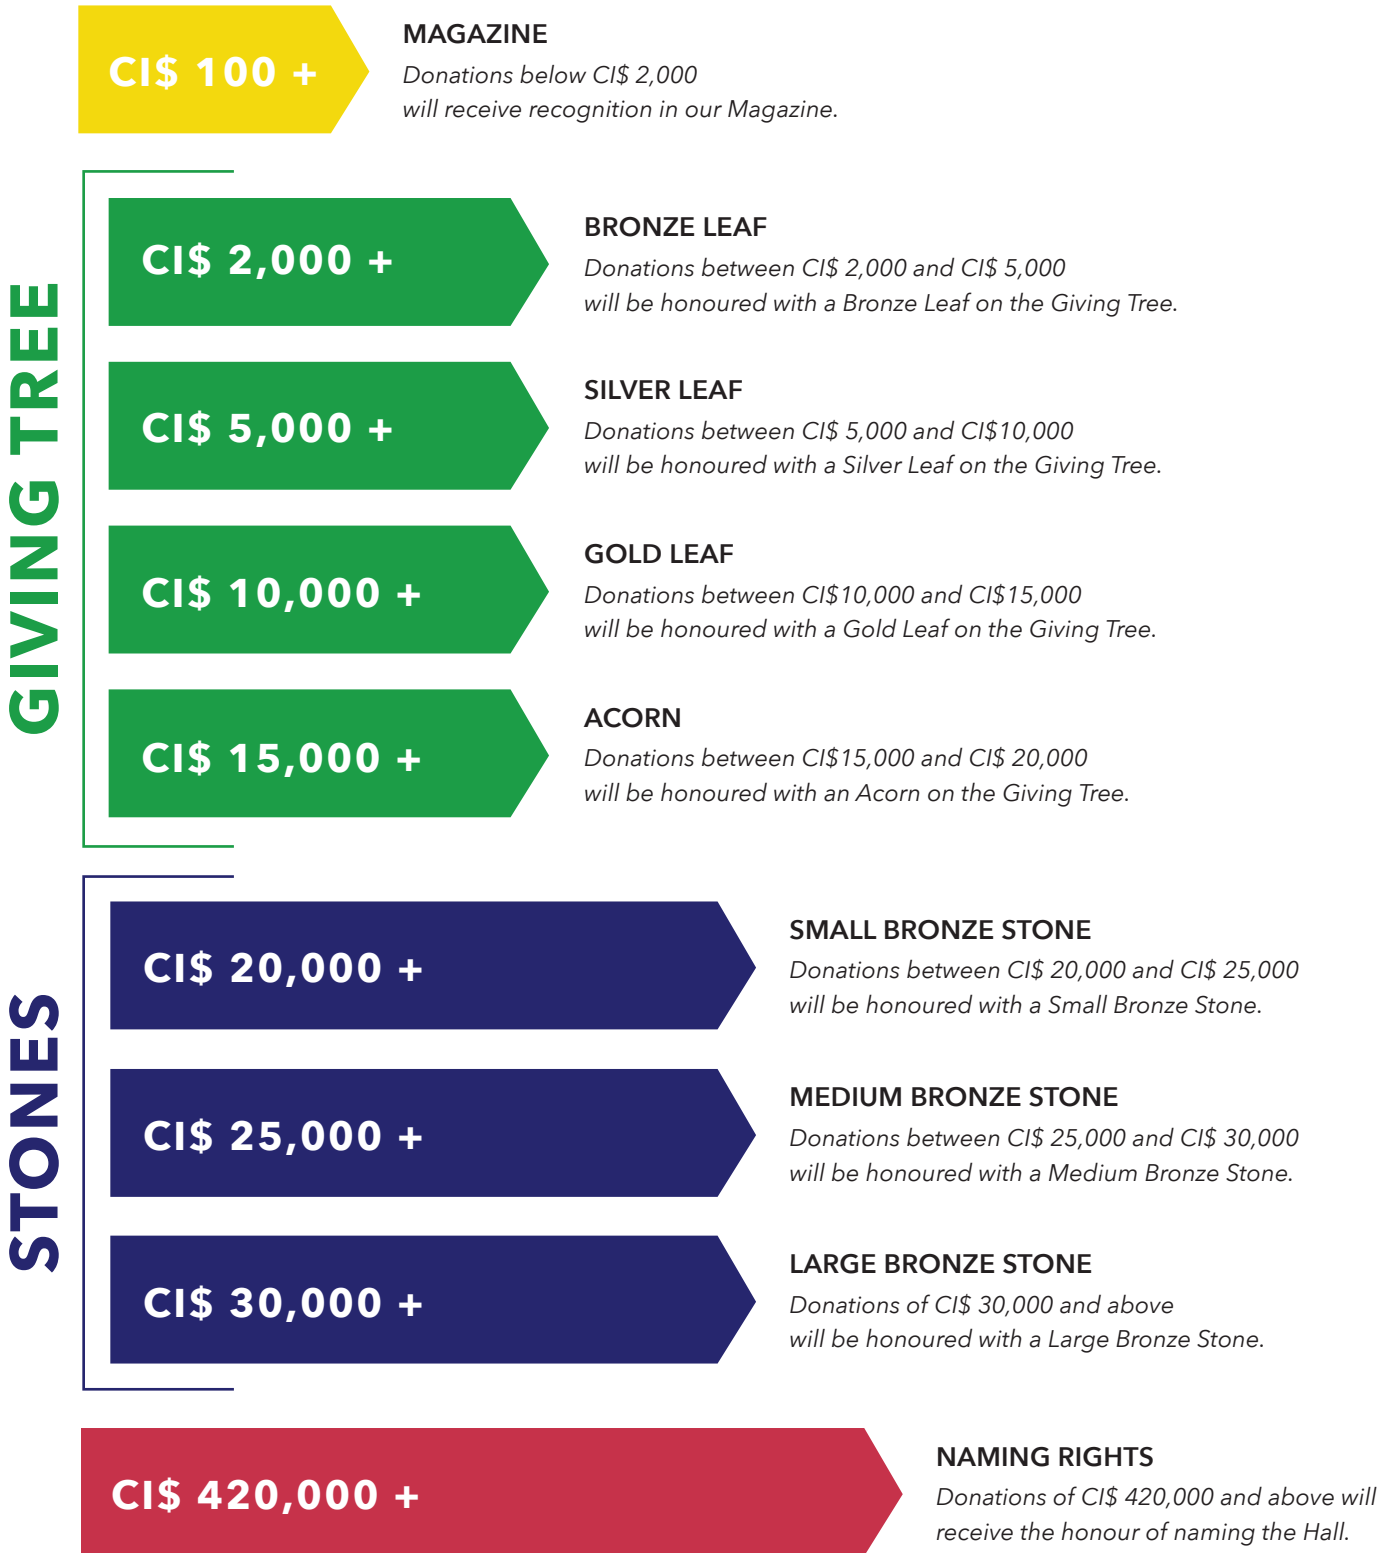 CI$ 100 +
MAGAZINE
Donations below CI$ 2,000
will receive recognition in our Magazine.
GIVING TREE
CI$ 2,000 +
BRONZE LEAF
Donations between CI$ 2,000 and CI$ 5,000
will be honoured with a Bronze Leaf on the Giving Tree.
CI$ 5,000 +
SILVER LEAF
Donations between CI$ 5,000 and CI$10,000
will be honoured with a Silver Leaf on the Giving Tree.
CI$ 10,000 +
GOLD LEAF
Donations between CI$10,000 and CI$15,000
will be honoured with a Gold Leaf on the Giving Tree.
CI$ 15,000 +
ACORN
Donations between CI$15,000 and CI$ 20,000
will be honoured with an Acorn on the Giving Tree.
STONES
CI$ 20,000 +
SMALL BRONZE STONE
Donations between CI$ 20,000 and CI$ 25,000
will be honoured with a Small Bronze Stone.
CI$ 25,000 +
MEDIUM BRONZE STONE
Donations between CI$ 25,000 and CI$ 30,000
will be honoured with a Medium Bronze Stone.
CI$ 30,000 +
LARGE BRONZE STONE
Donations of CI$ 30,000 and above
will be honoured with a Large Bronze Stone.
CI$ 420,000 +
NAMING RIGHTS
Donations of CI$ 420,000 and above will
receive the honour of naming the Hall.